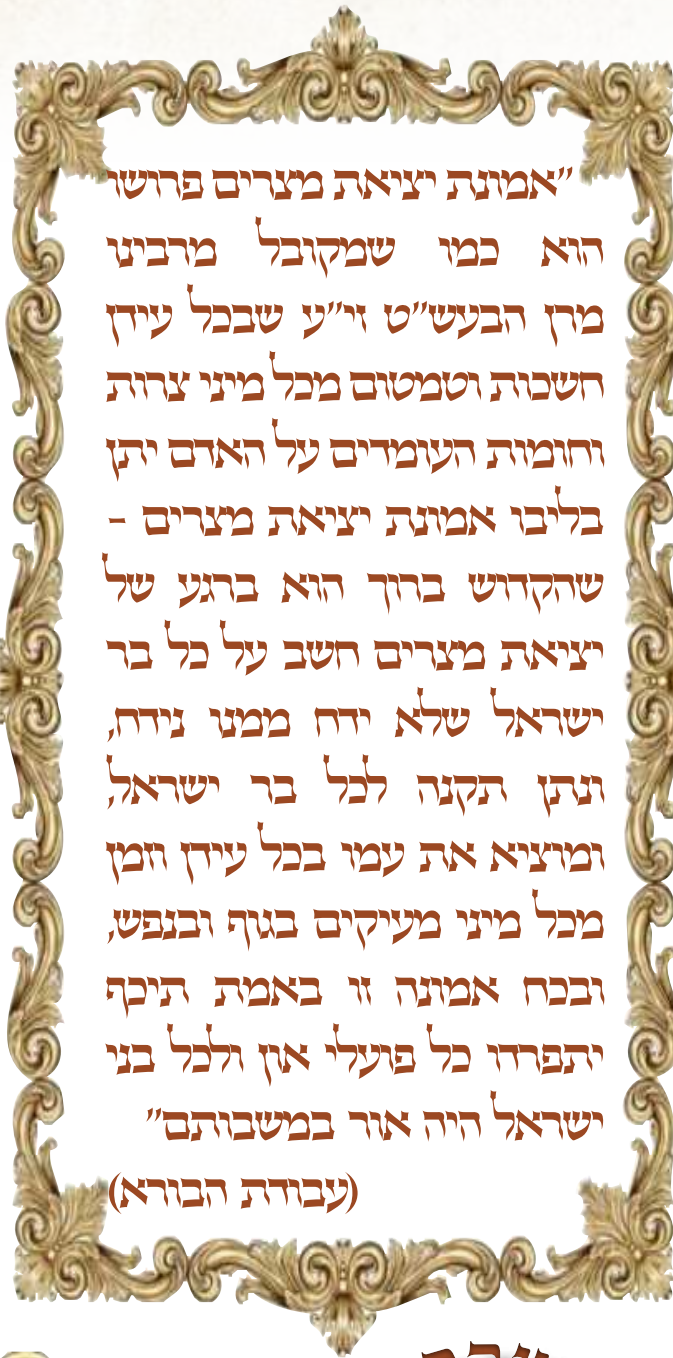 "אמונת יציאת מצרים פרושו
הוא כמו שמקובל מרבינו
מרן הבעש"ט זי"ע שבכל עידן
חשכות וטמטום מכל מיני צרות
וחומות העומדים על האדם יתן
בליבו אמונת יציאת מצרים -
שהקדוש ברוך הוא ברגע של
יציאת מצרים חשב על כל בר
ישראל שלא ידח ממנו נידח,
ונתן תקנה לכל בר ישראל,
ומוציא את עמו בכל עידן וזמן
מכל מיני מעיקים בגוף ובנפש,
ובכח אמונה זו באמת תיכף
יתפרדו כל פועלי און ולכל בני
ישראל היה אור במשבותם"
(עבודת הבורא)